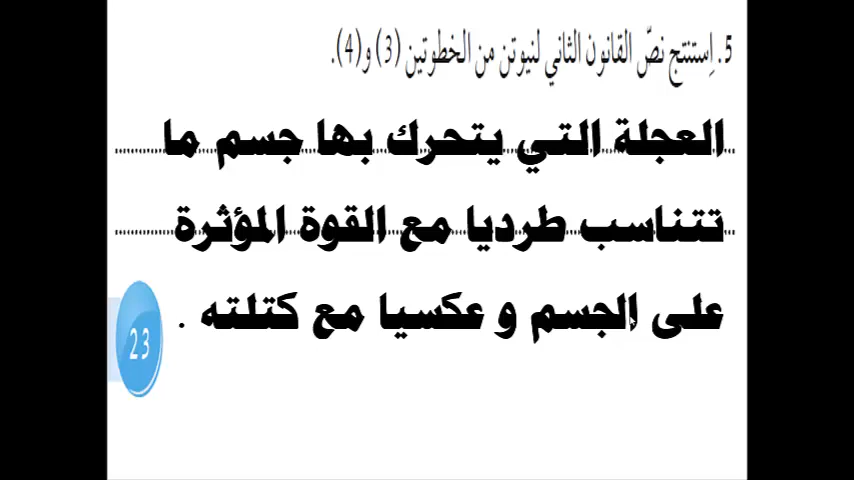 5. اِستنتج نصّ القانون الثاني لنيوتن من الخطوتين (3) و(4).
العجلة التي يتحرك بها جسم ما
تتناسب طرديا مع القوة المؤثرة
على الجسم و عكسيا مع كتلته .
23